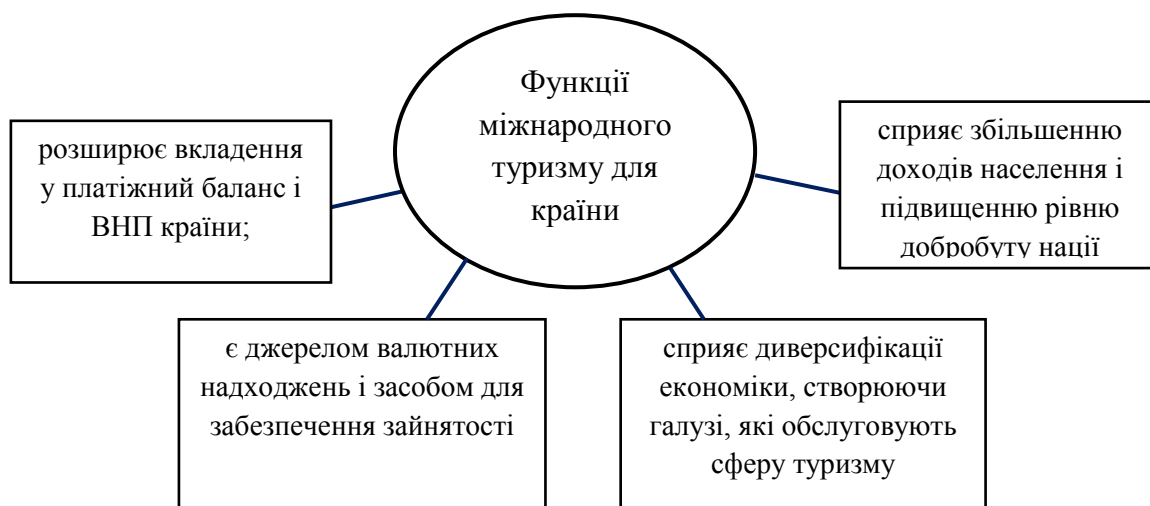 Функції
міжнародного
туризму для
країни
розширює вкладення
у платіжний баланс і
ВНП країни;
сприяє збільшенню
доходів населення і
підвищенню рівню
добробуту нації
є джерелом валютних
надходжень і засобом для
забезпечення зайнятості
сприяє диверсифікації
економіки, створюючи
галузі, які обслуговують
сферу туризму